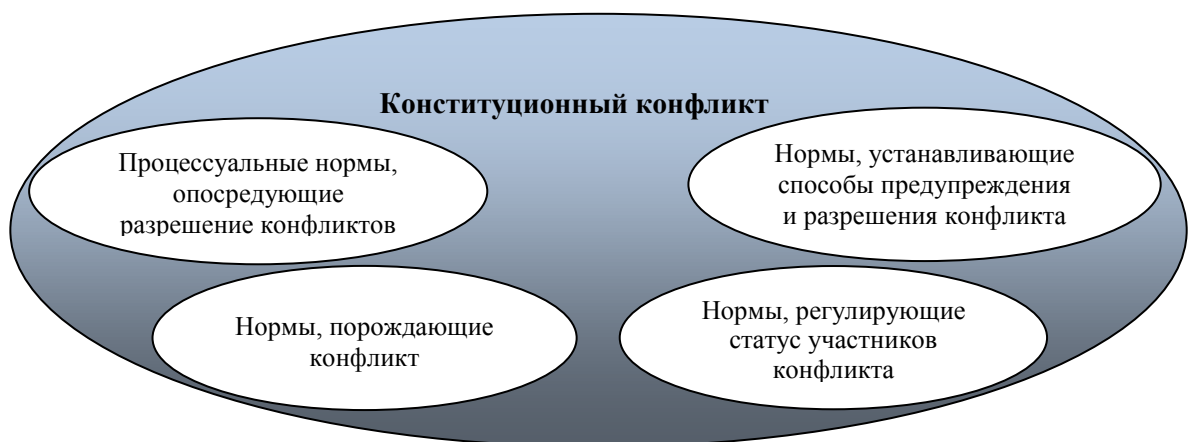 Конституционный конфликт
Процессуальные нормы,
опосредующие
разрешение конфликтов
Нормы, устанавливающие
способы предупреждения
и разрешения конфликта
Нормы, порождающие
конфликт
Нормы, регулирующие
статус участников
конфликта